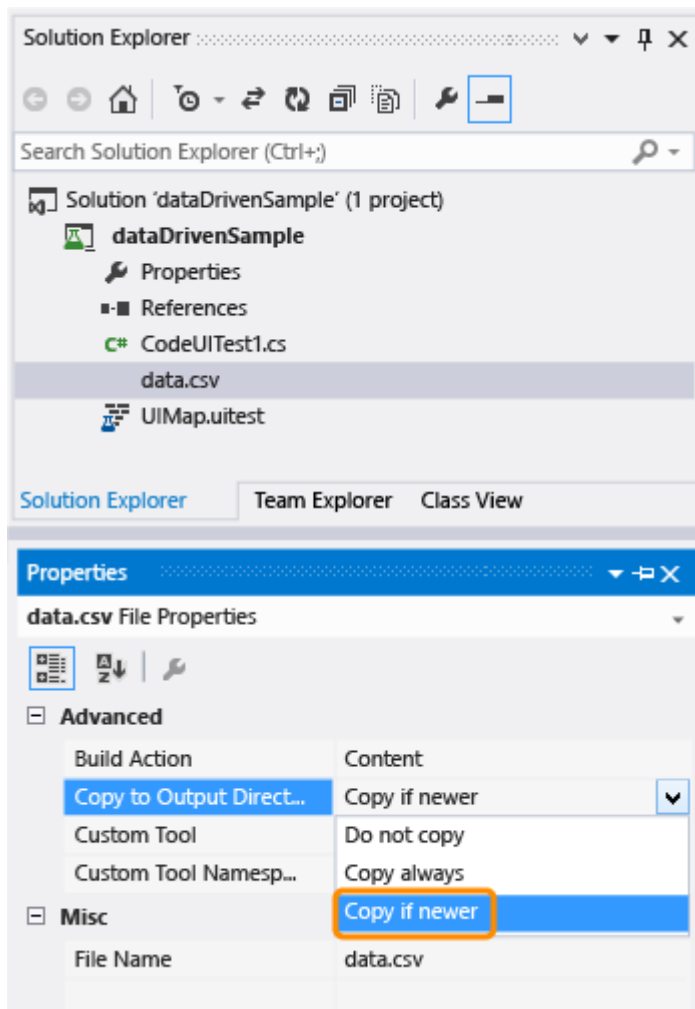 Solution Explorer
Search Solution Explorer (Ctrl+;)
Solution 'dataDrivenSample' (1 project)
dataDrivenSample
Properties
References
C# CodeUITest1.cs
data.csv
UIMap.uitest
Solution Explorer Team Explorer Class View
Properties
data.csv File Properties
Advanced
Build Action Content
Copy to Output Direct... Copy if newer
Custom Tool Do not copy
Custom Tool Namesp... Copy always
Misc Copy if newer
File Name data.csv